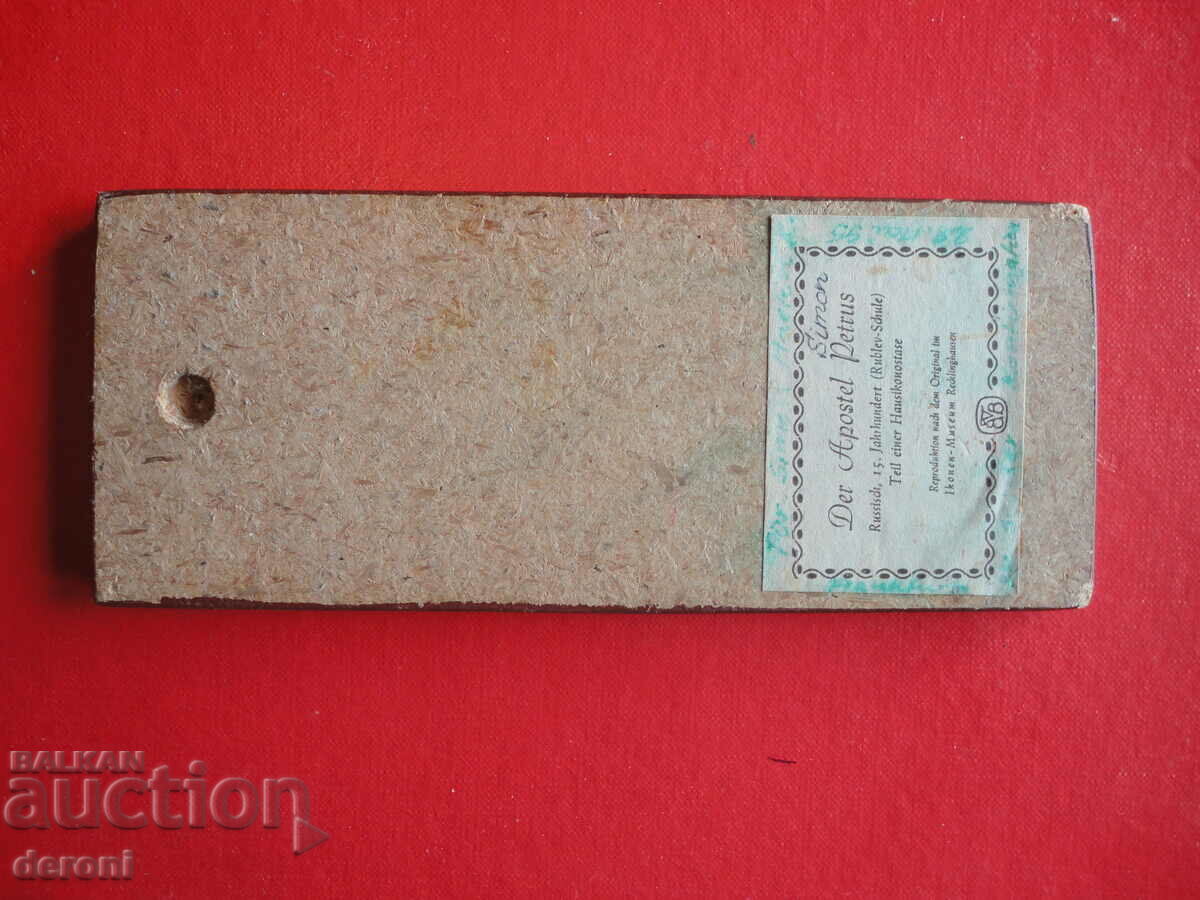 Simon
Der Apostel Petrus
Russisch, 15. Jahrhundert (Rublev-Schule)
Teil einer Hausikonostase
Reproduktion nach dem Original im
Ikonen-Museum Recklinghausen
BALKAN
auction
deroni